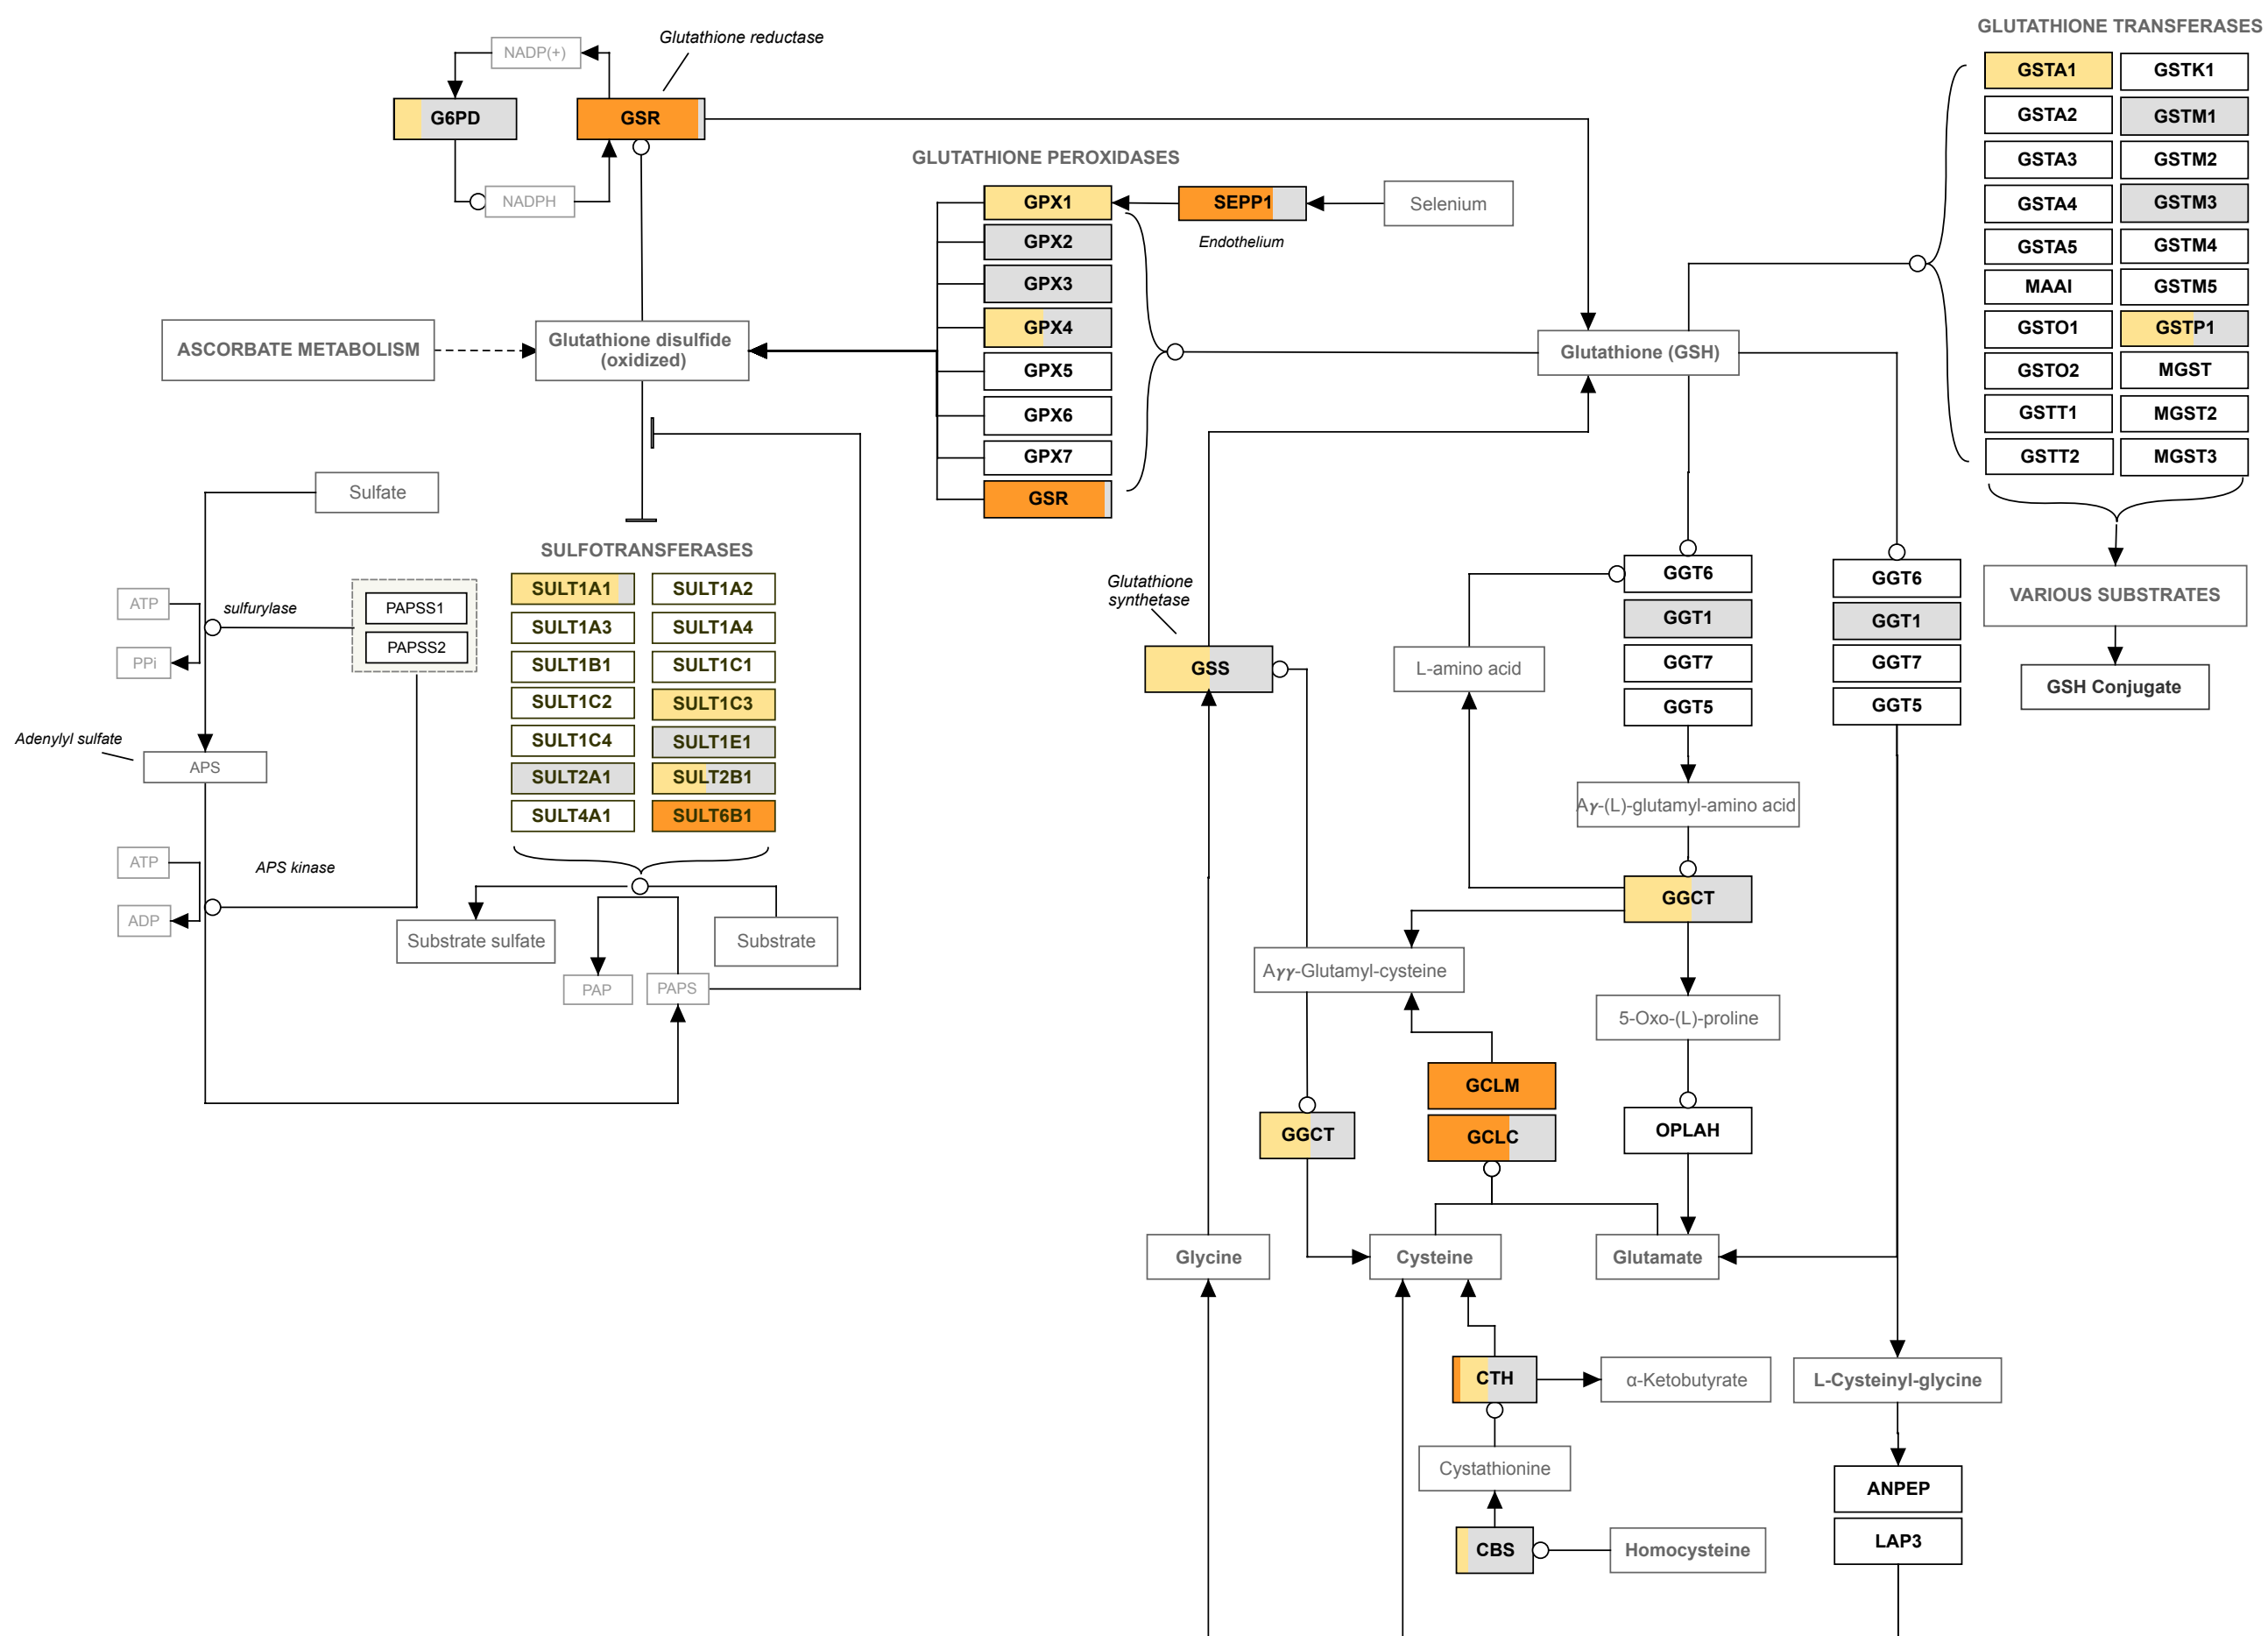 GLUTATHIONE TRANSFERASES
Glutathione reductase
NADP(+)
G6PD
GSR
NADPH
GLUTATHIONE PEROXIDASES
GPX1
GPX2
GPX3
GPX4
GPX5
GPX6
GPX7
GSR
SEPP1
Endothelium
Selenium
GSTA1
GSTK1
GSTA2
GSTM1
GSTA3
GSTM2
GSTA4
GSTM3
GSTA5
GSTM4
MAAI
GSTM5
GSTO1
GSTP1
GSTO2
MGST
GSTT1
MGST2
GSTT2
MGST3
ASCORBATE METABOLISM
Glutathione disulfide
(oxidized)
Glutathione (GSH)
Sulfate
SULFOTRANSFERASES
SULT1A1
SULT1A2
SULT1A3
SULT1A4
SULT1B1
SULT1C1
SULT1C2
SULT1C3
SULT1C4
SULT1E1
SULT2A1
SULT2B1
SULT4A1
SULT6B1
ATP
sulfurylase
PAPSS1
PAPSS2
PPi
Adenylyl sulfate
APS
ATP
APS kinase
ADP
Substrate sulfate
Substrate
PAP
PAPS
Glutathione
synthetase
GSS
L-amino acid
GGT6
GGT1
GGT7
GGT5
GGT6
GGT1
GGT7
GGT5
VARIOUS SUBSTRATES
GSH Conjugate
Aγ-(L)-glutamyl-amino acid
GGCT
Aγγ-Glutamyl-cysteine
5-Oxo-(L)-proline
GCLM
GCLC
GGCT
OPLAH
Glycine
Cysteine
Glutamate
CTH
α-Ketobutyrate
L-Cysteinyl-glycine
Cystathionine
ANPEP
CBS
Homocysteine
LAP3